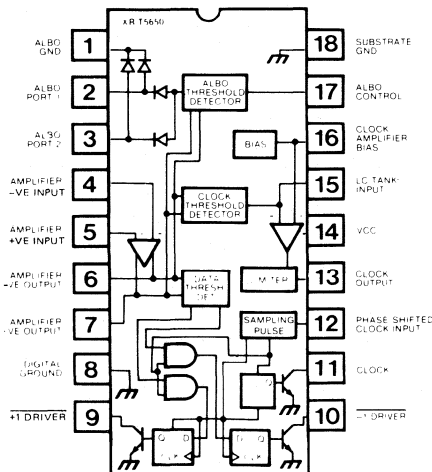 XR T5650
ALBO
GND
1
18
SUBSTRATE
GND
ALBO
PORT 1
2
ALBO
THRESHOLD
DETECTOR
17
ALBO
CONTROL
ALBO
PORT 2
3
BIAS
16
CLOCK
AMPLIFIER
BIAS
AMPLIFIER
-VE INPUT
4
CLOCK
THRESHOLD
DETECTOR
15
LC TANK
INPUT
AMPLIFIER
+VE INPUT
5
14
VCC
AMPLIFIER
-VE OUTPUT
6
DATA
THRESH
DET
13
CLOCK
OUTPUT
AMPLIFIER
VE OUTPUT
7
SAMPLING
PULSE
12
PHASE SHIFTED
CLOCK INPUT
DIGITAL
GROUND
8
Q
11
CLOCK
+1 DRIVER
9
Q D
CLK
D Q
CLK
10
-1 DRIVER